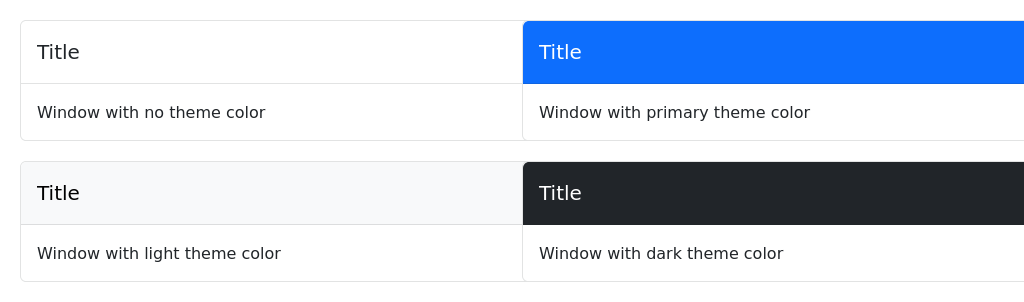 Title
Title
Window with no theme color
Window with primary theme color
Title
Title
Window with light theme color
Window with dark theme color